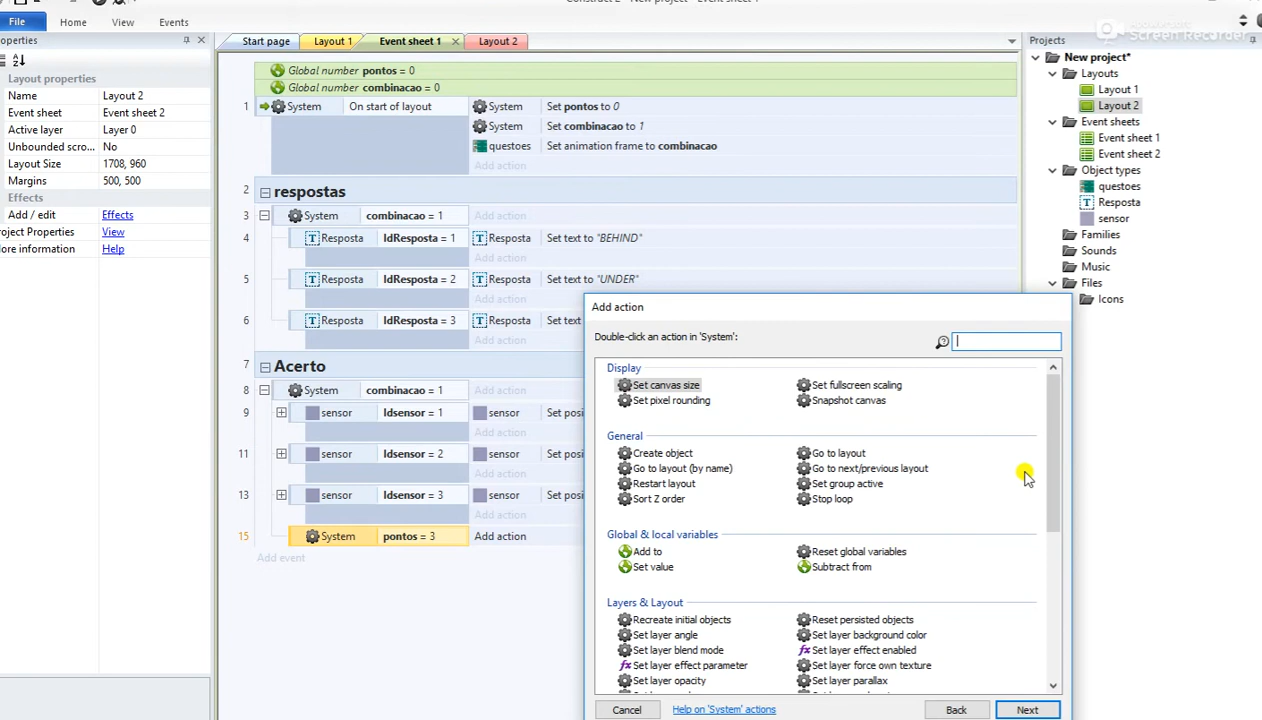 Construct 2 - New project*
File Home View Events
roperties
Start page Layout 1 Event sheet 1 Layout 2
Projects
Layout properties
Name Layout 2
Event sheet Event sheet 2
Active layer Layer 0
Unbounded scro... No
Layout Size 1708, 960
Margins 500, 500
Effects
Add / edit Effects
roject Properties View
ore information Help
Global number pontos = 0
Global number combinacao = 0
1 System On start of layout System Set pontos to 0
System Set combinacao to 1
questoes Set animation frame to combinacao
Add action
2 respostas
3 System combinacao = 1 Add action
4 Resposta IdResposta = 1 Resposta Set text to "BEHIND"
Add action
5 Resposta IdResposta = 2 Resposta Set text to "UNDER"
Add action
6 Resposta IdResposta = 3 Resposta Set text
Add action
7 Acerto
8 System combinacao = 1 Add action
9 sensor Idsensor = 1 sensor Set posi
Add action
11 sensor Idsensor = 2 sensor Set posi
Add action
13 sensor Idsensor = 3 sensor Set posi
Add action
15 System pontos = 3 Add action
Add event
Add action
Double-click an action in 'System':
Display
Set canvas size Set fullscreen scaling
Set pixel rounding Snapshot canvas
General
Create object Go to layout
Go to layout (by name) Go to next/previous layout
Restart layout Set group active
Sort Z order Stop loop
Global & local variables
Add to Reset global variables
Set value Subtract from
Layers & Layout
Recreate initial objects Reset persisted objects
Set layer angle Set layer background color
Set layer blend mode Set layer effect enabled
Set layer effect parameter Set layer force own texture
Set layer opacity Set layer parallax
Cancel Help on 'System' actions Back Next
New project*
Layouts
Layout 1
Layout 2
Event sheets
Event sheet 1
Event sheet 2
Object types
questoes
Resposta
sensor
Families
Sounds
Music
Files
Icons
Apowersoft
Screen Recorder